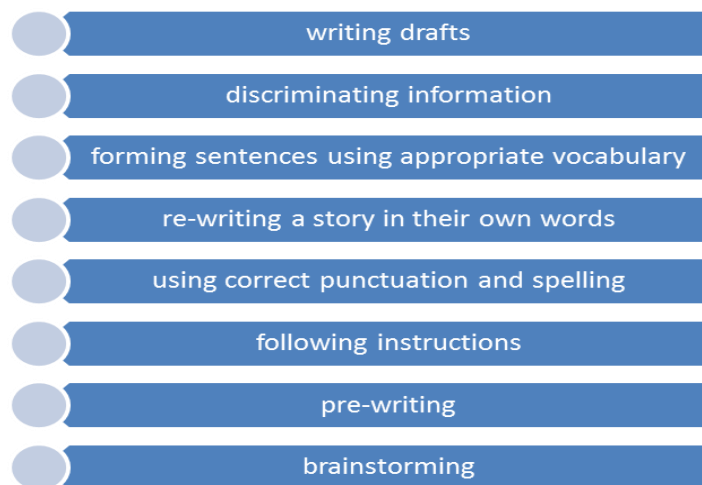 writing drafts
discriminating information
forming sentences using appropriate vocabulary
re-writing a story in their own words
using correct punctuation and spelling
following instructions
pre-writing
brainstorming